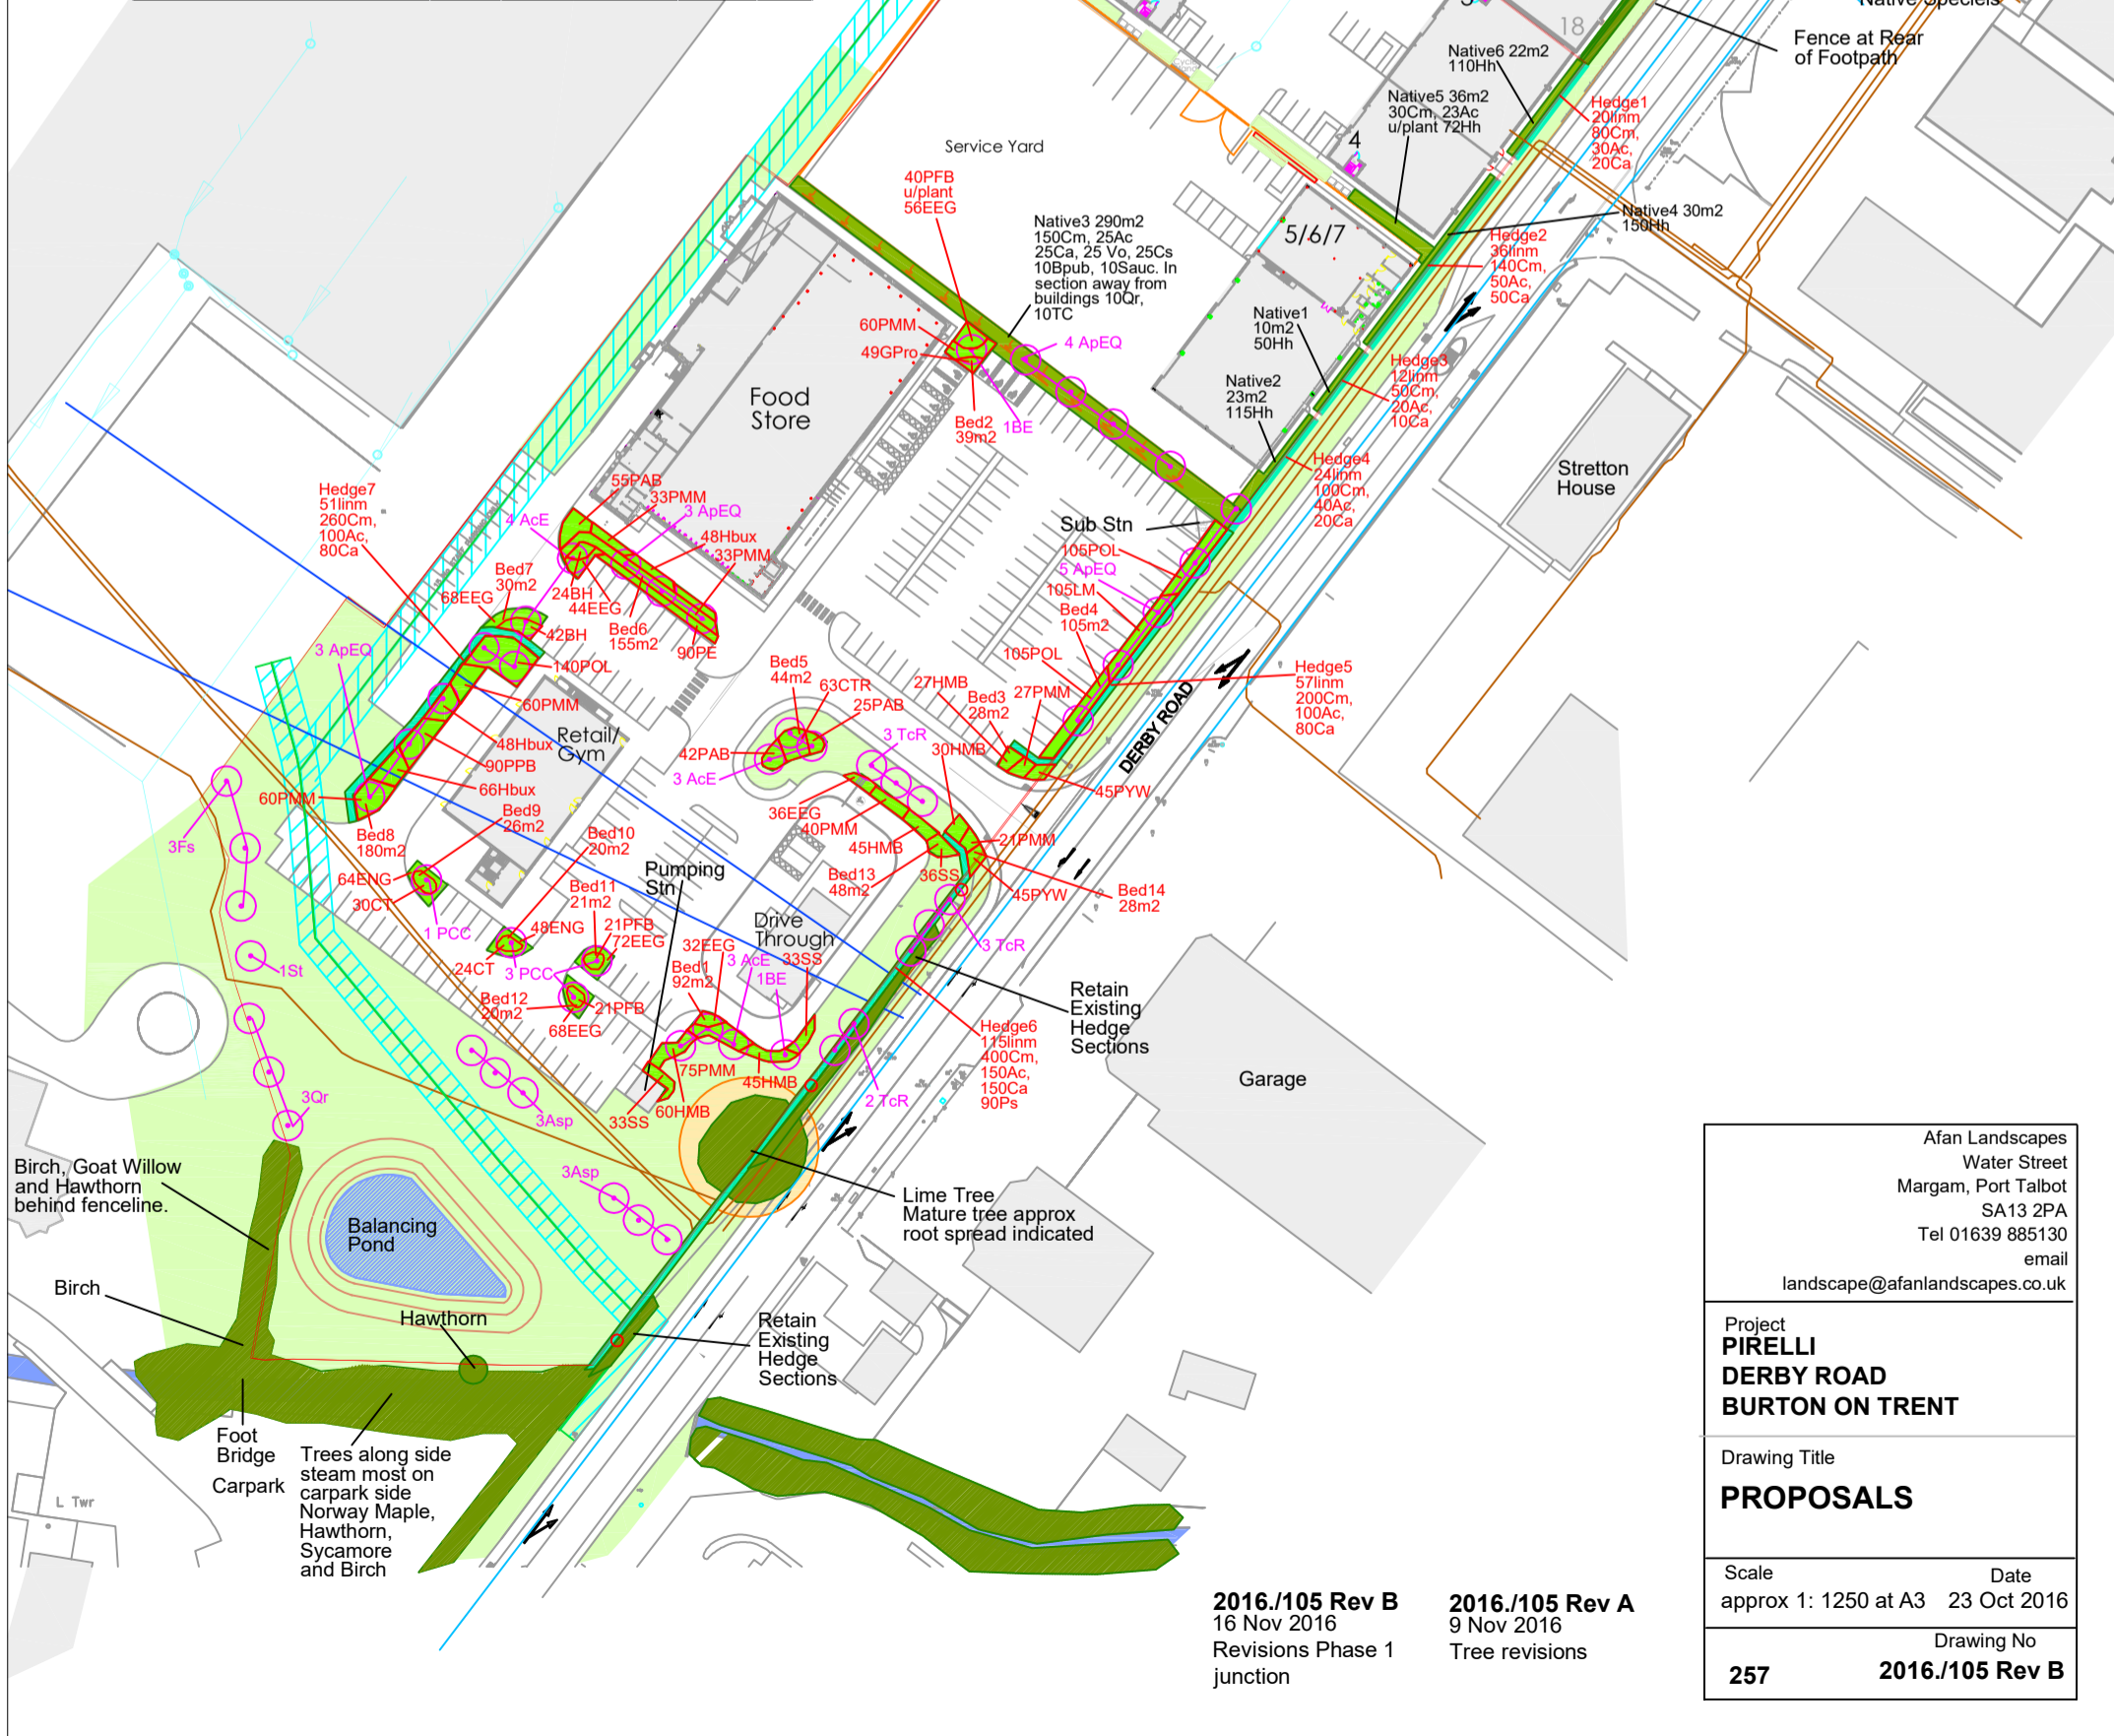 Native Species
18
Fence at Rear
of Footpath
Native6 22m2
110Hh
Native5 36m2
30Cm, 23Ac
u/plant 72Hh
Hedge1
20linm
80Cm,
30Ac,
20Ca
4
Service Yard
40PFB
u/plant
56EEG
Native3 290m2
150Cm, 25Ac
25Ca, 25 Vo, 25Cs
10Bpub, 10Sauc. In
section away from
buildings 10Qr,
10TC
5/6/7
Native4 30m2
150Hh
Hedge2
36linm
140Cm,
50Ac,
50Ca
60PMM
49GPro
4 ApEQ
Native1
10m2
50Hh
Hedge3
12linm
50Cm,
20Ac,
10Ca
Native2
23m2
115Hh
Food
Store
Bed2
39m2
1BE
Hedge4
24linm
100Cm,
40Ac,
20Ca
Stretton
House
Hedge7
51linm
260Cm,
100Ac,
80Ca
55PAB
33PMM
3 ApEQ
4 AcE
48Hbux
33PMM
Sub Stn
105POL
5 ApEQ
105LM
Bed4
105m2
105POL
Bed7
30m2
68EEG
24BH
44EEG
42BH
Bed6
155m2
90PE
140POL
3 ApEQ
60PMM
Bed5
44m2
63CTR
25PAB
27HMB
Bed3
28m2
27PMM
Hedge5
57linm
200Cm,
100Ac,
80Ca
DERBY ROAD
Retail/
Gym
48Hbux
90PPB
66Hbux
42PAB
3 AcE
3 TcR
30HMB
45PYW
60PMM
Bed8
180m2
Bed9
26m2
Bed10
20m2
36EEG
40PMM
45HMB
21PMM
3Fs
64ENG
30CT
Pumping
Stn
Bed13
48m2
36SS
45PYW
Bed14
28m2
Bed11
21m2
1 PCC
48ENG
21PFB
72EEG
Drive
Through
3 TcR
24CT
3 PCC
32EEG
Bed1
92m2
3 AcE
1BE
33SS
1St
Bed12
20m2
21PFB
68EEG
Retain
Existing
Hedge
Sections
Hedge6
115linm
400Cm,
150Ac,
150Ca
90Ps
75PMM
45HMB
60HMB
33SS
2 TcR
3Qr
3Asp
Garage
3Asp
Birch, Goat Willow
and Hawthorn
behind fenceline.
Balancing
Pond
Lime Tree
Mature tree approx
root spread indicated
Birch
Hawthorn
Retain
Existing
Hedge
Sections
Foot
Bridge
Carpark
Trees along side
steam most on
carpark side
Norway Maple,
Hawthorn,
Sycamore
and Birch
L Twr
2016./105 Rev B
16 Nov 2016
Revisions Phase 1
junction
2016./105 Rev A
9 Nov 2016
Tree revisions
Afan Landscapes
Water Street
Margam, Port Talbot
SA13 2PA
Tel 01639 885130
email
landscape@afanlandscapes.co.uk
Project
PIRELLI
DERBY ROAD
BURTON ON TRENT
Drawing Title
PROPOSALS
Scale
approx 1: 1250 at A3
Date
23 Oct 2016
Drawing No
257
2016./105 Rev B